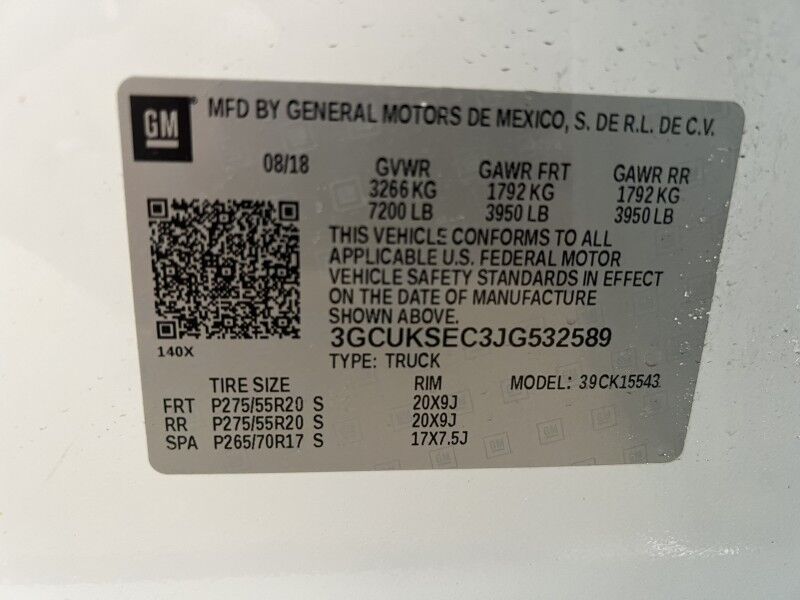 GM MFD BY GENERAL MOTORS DE MEXICO, S. DE R.L. DE C.V.
08/18 GVWR GAWR FRT GAWR RR
3266 KG 1792 KG 1792 KG
7200 LB 3950 LB 3950 LB
THIS VEHICLE CONFORMS TO ALL
APPLICABLE U.S. FEDERAL MOTOR
VEHICLE SAFETY STANDARDS IN EFFECT
ON THE DATE OF MANUFACTURE
SHOWN ABOVE.
3GCUKSEC3JG532589
140X
TYPE: TRUCK
TIRE SIZE RIM MODEL: 39CK15543
FRT P275/55R20 S 20X9J
RR P275/55R20 S 20X9J
SPA P265/70R17 S 17X7.5J